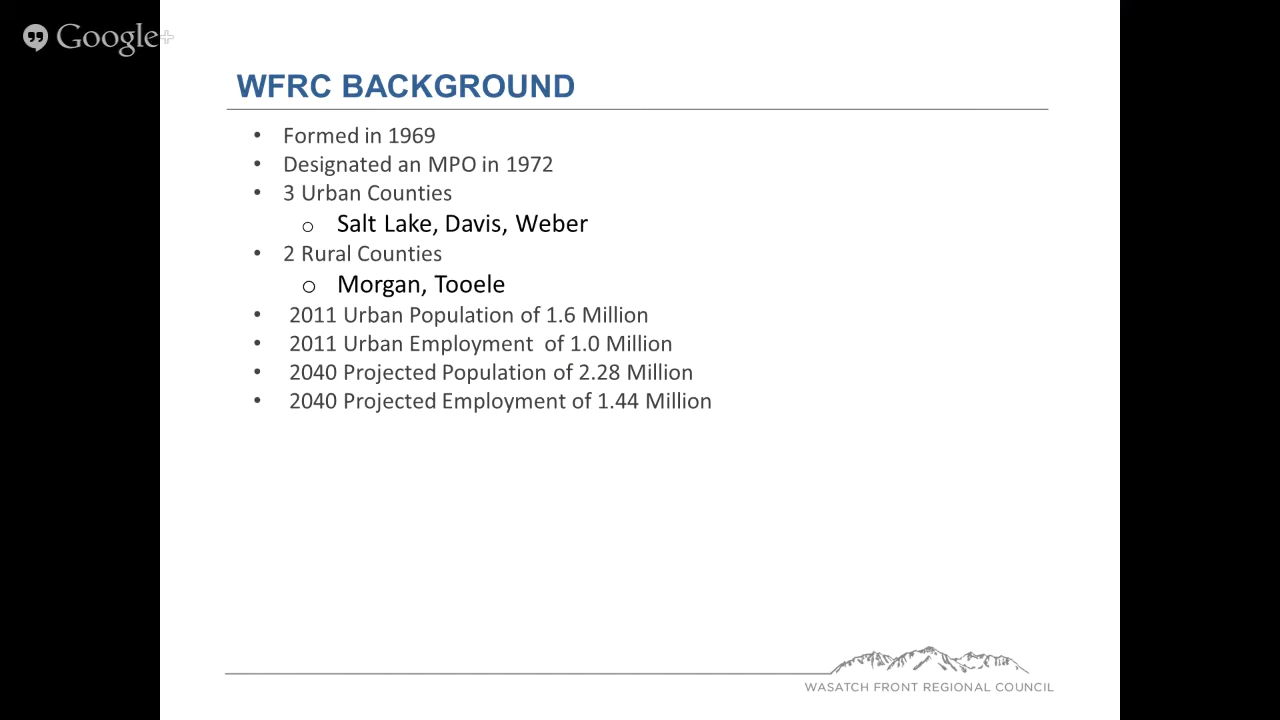 Google+
WFRC BACKGROUND
• Formed in 1969
• Designated an MPO in 1972
• 3 Urban Counties
o Salt Lake, Davis, Weber
• 2 Rural Counties
o Morgan, Tooele
• 2011 Urban Population of 1.6 Million
• 2011 Urban Employment of 1.0 Million
• 2040 Projected Population of 2.28 Million
• 2040 Projected Employment of 1.44 Million
WASATCH FRONT REGIONAL COUNCIL